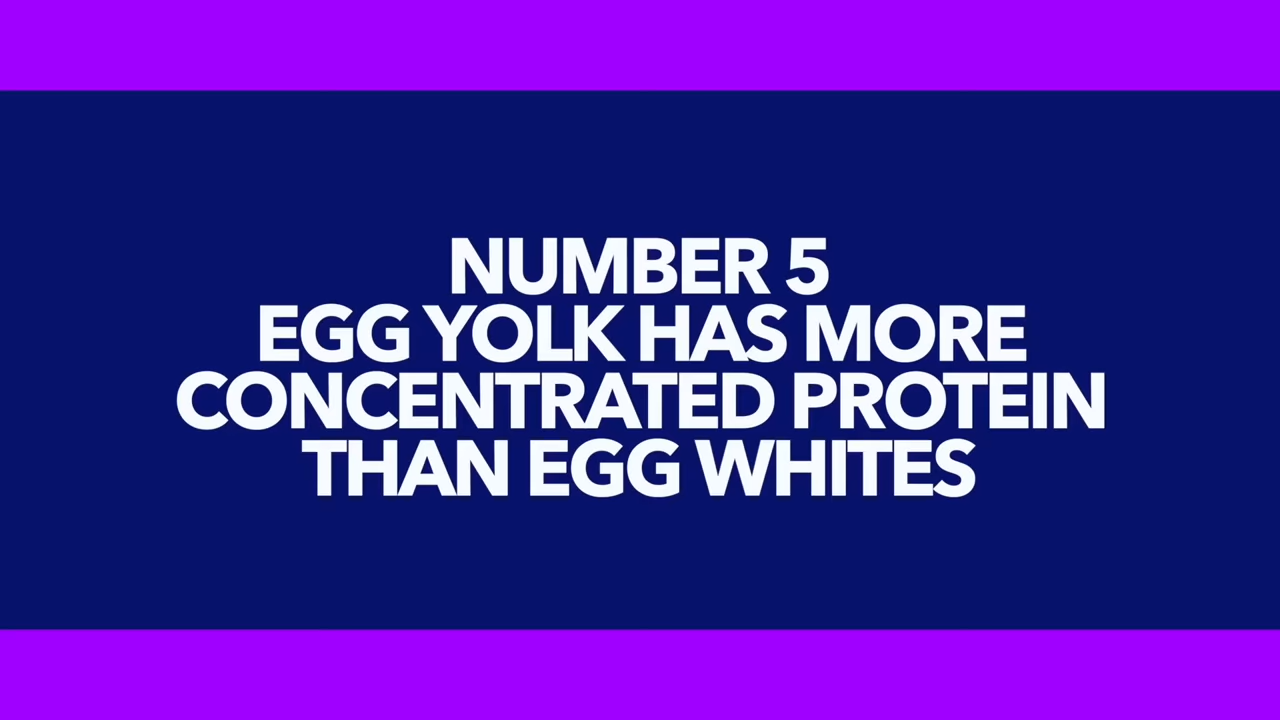 NUMBER 5
EGG YOLK HAS MORE
CONCENTRATED PROTEIN
THAN EGG WHITES